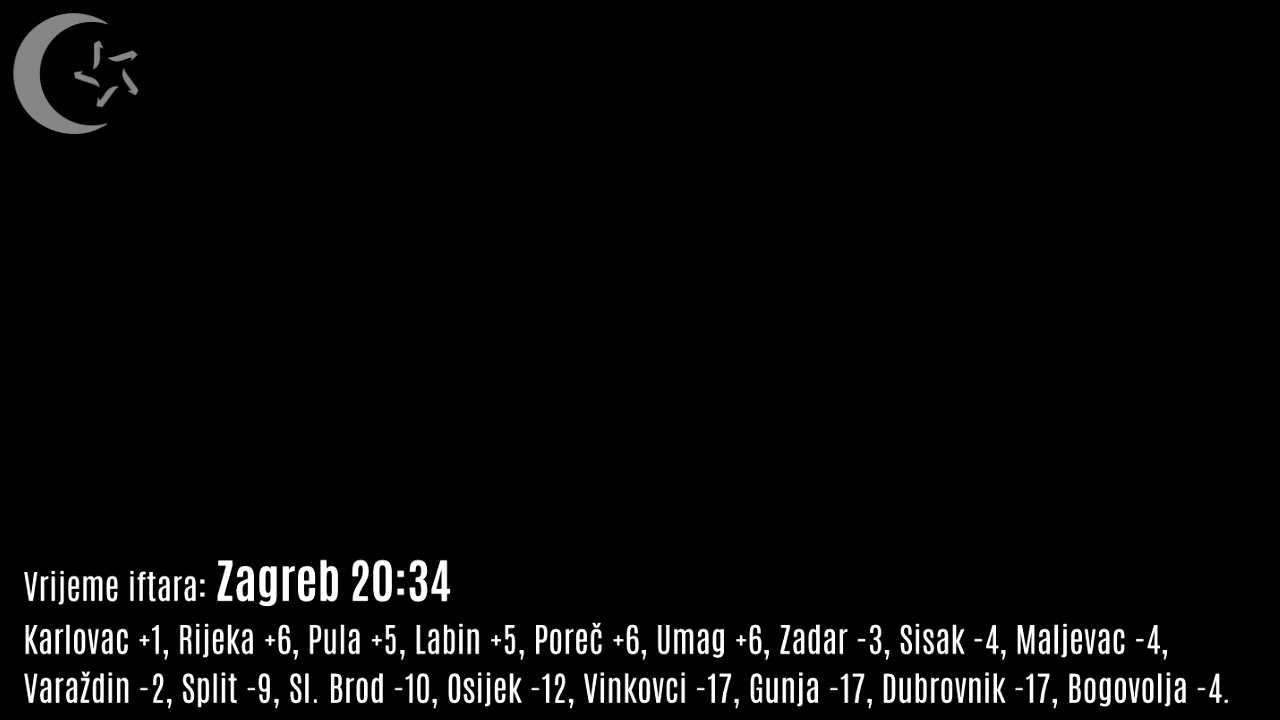 Vrijeme iftara: Zagreb 20:34
Karlovac +1, Rijeka +6, Pula +5, Labin +5, Poreč +6, Umag +6, Zadar -3, Sisak -4, Maljevac -4,
Varaždin -2, Split -9, Sl. Brod -10, Osijek -12, Vinkovci -17, Gunja -17, Dubrovnik -17, Bogovolja -4.